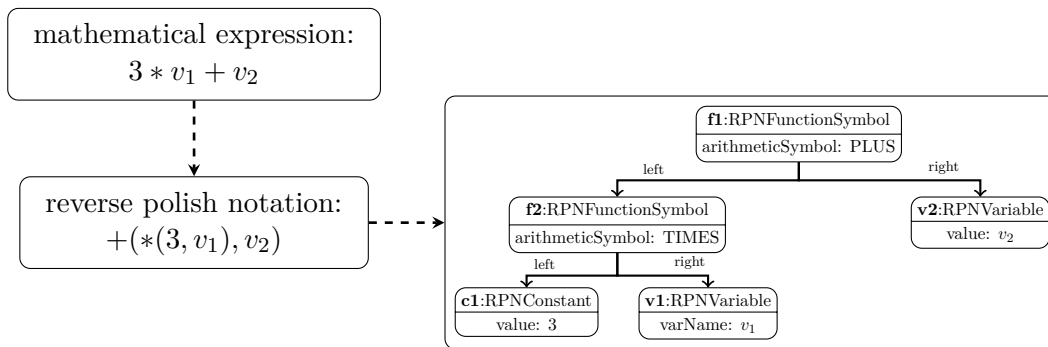 mathematical expression:
3 * v₁ + v₂
reverse polish notation:
+(*(3, v₁), v₂)
f1:RPNFunctionSymbol
arithmeticSymbol: PLUS
left
right
f2:RPNFunctionSymbol
arithmeticSymbol: TIMES
v2:RPNVariable
value: v₂
left
right
c1:RPNConstant
value: 3
v1:RPNVariable
varName: v₁